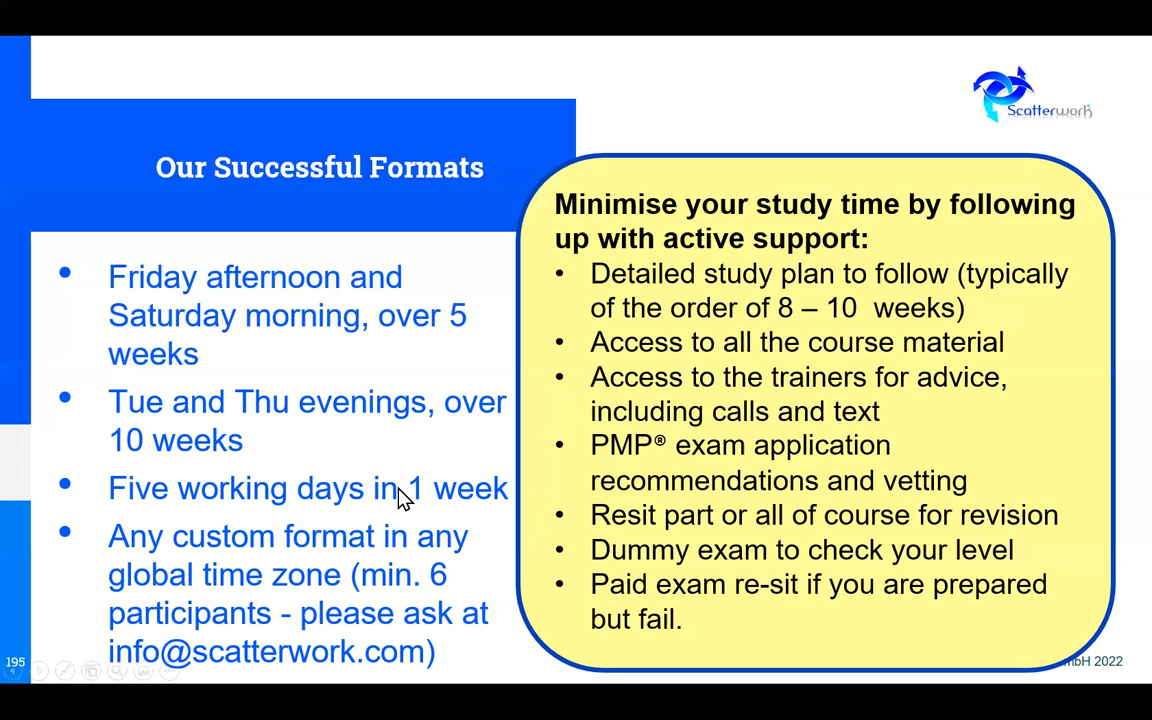 Scatterwork
Our Successful Formats
• Friday afternoon and
Saturday morning, over 5
weeks
• Tue and Thu evenings, over
10 weeks
• Five working days in 1 week
• Any custom format in any
global time zone (min. 6
participants - please ask at
info@scatterwork.com)
Minimise your study time by following
up with active support:
• Detailed study plan to follow (typically
of the order of 8 – 10 weeks)
• Access to all the course material
• Access to the trainers for advice,
including calls and text
• PMP® exam application
recommendations and vetting
• Resit part or all of course for revision
• Dummy exam to check your level
• Paid exam re-sit if you are prepared
but fail.
195
2022